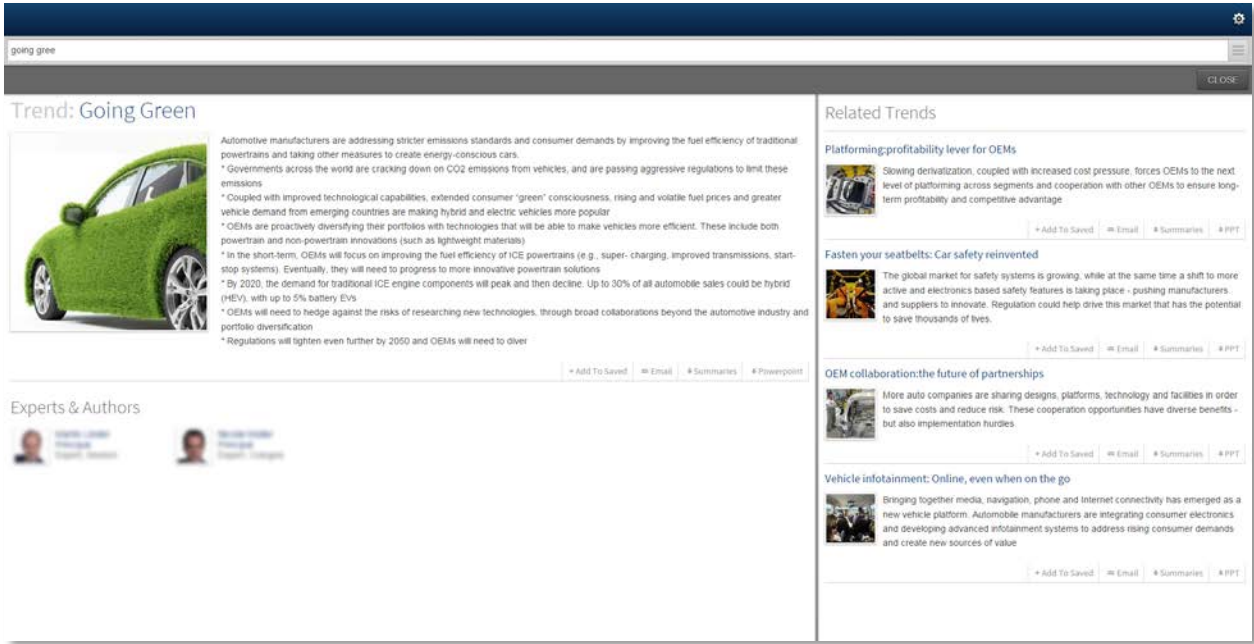 going gree
CLOSE
Trend: Going Green
Automotive manufacturers are addressing stricter emissions standards and consumer demands by improving the fuel efficiency of traditional
powertrains and taking other measures to create energy-conscious cars.
* Governments across the world are cracking down on CO2 emissions from vehicles, and are passing aggressive regulations to limit these
emissions
* Coupled with improved technological capabilities, extended consumer "green" consciousness, rising and volatile fuel prices and greater
vehicle demand from emerging countries are making hybrid and electric vehicles more popular
* OEMs are proactively diversifying their portfolios with technologies that will be able to make vehicles more efficient. These include both
powertrain and non-powertrain innovations (such as lightweight materials)
* In the short-term, OEMs will focus on improving the fuel efficiency of ICE powertrains (e.g., super- charging, improved transmissions, start-
stop systems). Eventually, they will need to progress to more innovative powertrain solutions
* By 2020, the demand for traditional ICE engine components will peak and then decline. Up to 30% of all automobile sales could be hybrid
(HEV), with up to 5% battery EVs
* OEMs will need to hedge against the risks of researching new technologies, through broad collaborations beyond the automotive industry and
portfolio diversification
* Regulations will tighten even further by 2050 and OEMs will need to diver
+ Add To Saved Email Summaries Powerpoint
Experts & Authors
Related Trends
Platforming:profitability lever for OEMs
Slowing derivatization, coupled with increased cost pressure, forces OEMs to the next
level of platforming across segments and cooperation with other OEMs to ensure long-
term profitability and competitive advantage
+ Add To Saved Email Summaries PPT
Fasten your seatbelts: Car safety reinvented
The global market for safety systems is growing, while at the same time a shift to more
active and electronics based safety features is taking place - pushing manufacturers
and suppliers to innovate. Regulation could help drive this market that has the potential
to save thousands of lives.
+ Add To Saved Email Summaries PPT
OEM collaboration:the future of partnerships
More auto companies are sharing designs, platforms, technology and facilities in order
to save costs and reduce risk. These cooperation opportunities have diverse benefits -
but also implementation hurdles
+ Add To Saved Email Summaries PPT
Vehicle infotainment: Online, even when on the go
Bringing together media, navigation, phone and Internet connectivity has emerged as a
new vehicle platform. Automobile manufacturers are integrating consumer electronics
and developing advanced infotainment systems to address rising consumer demands
and create new sources of value
+ Add To Saved Email Summaries PPT